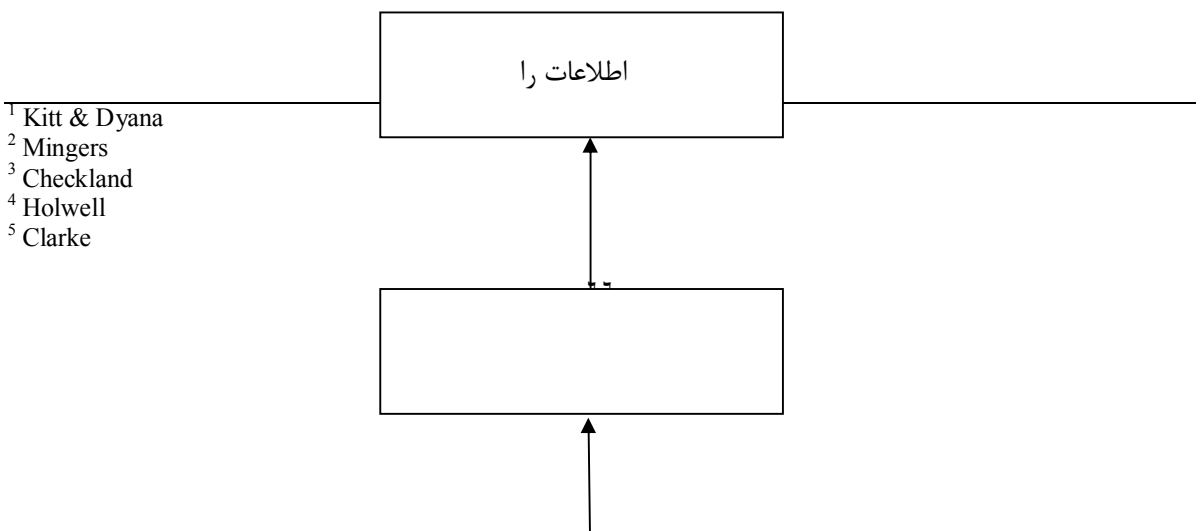 اطلاعات را
1 Kitt & Dyana
2 Mingers
3 Checkland
4 Holwell
5 Clarke